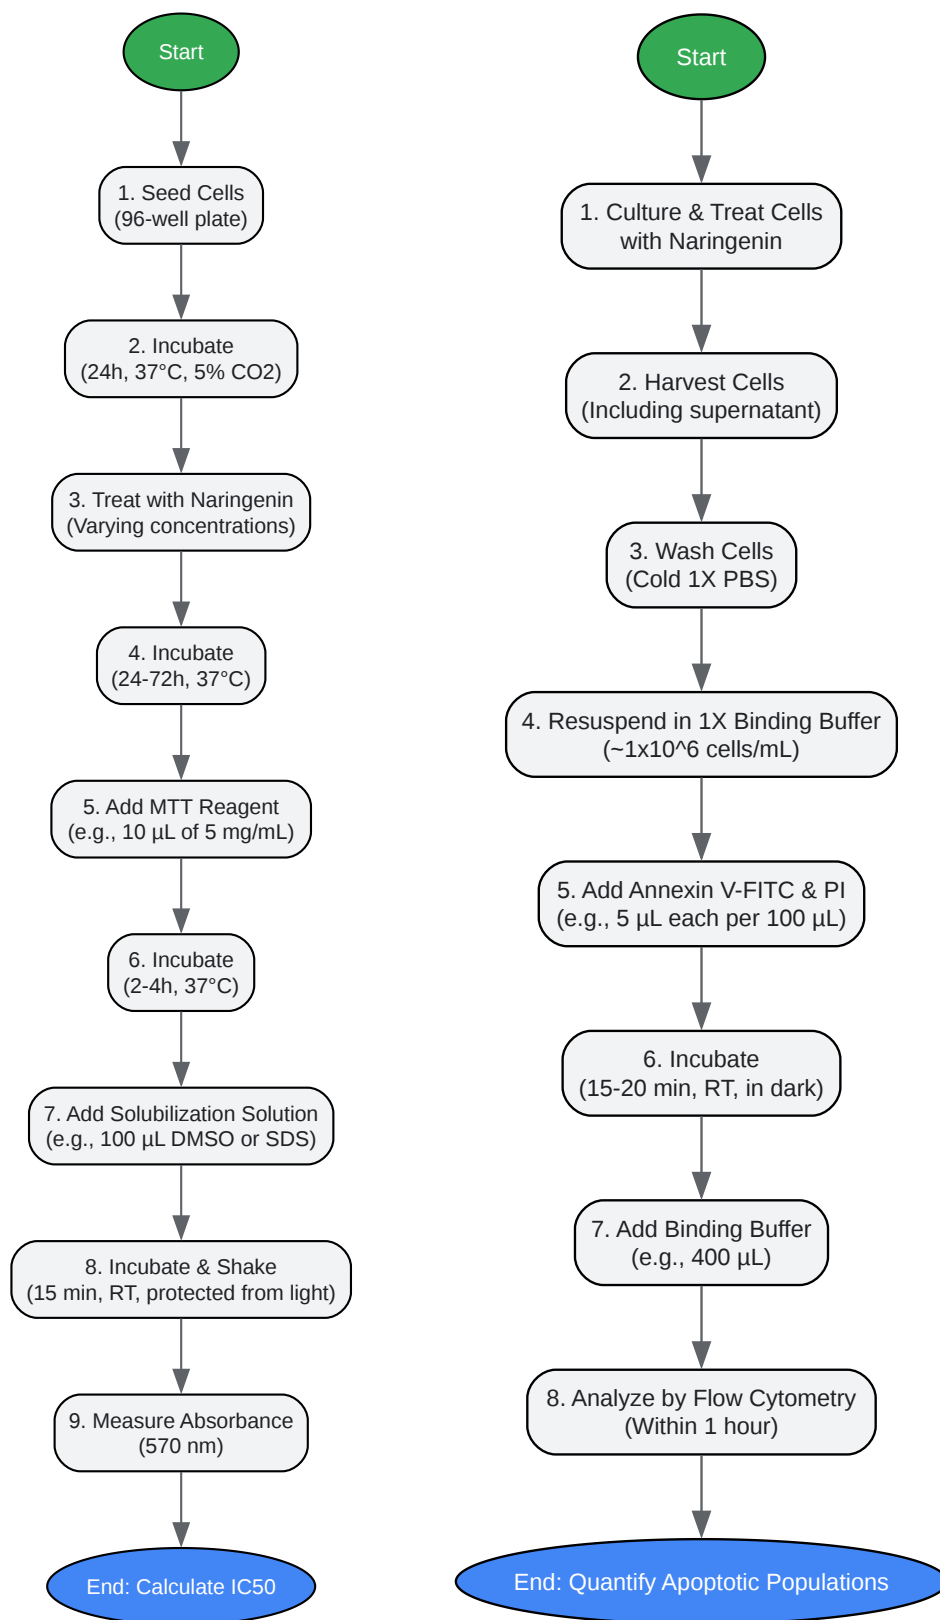 Start
1. Seed Cells
(96-well plate)
2. Incubate
(24h, 37°C, 5% CO2)
3. Treat with Naringenin
(Varying concentrations)
4. Incubate
(24-72h, 37°C)
5. Add MTT Reagent
(e.g., 10 µL of 5 mg/mL)
6. Incubate
(2-4h, 37°C)
7. Add Solubilization Solution
(e.g., 100 µL DMSO or SDS)
8. Incubate & Shake
(15 min, RT, protected from light)
9. Measure Absorbance
(570 nm)
End: Calculate IC50
Start
1. Culture & Treat Cells
with Naringenin
2. Harvest Cells
(Including supernatant)
3. Wash Cells
(Cold 1X PBS)
4. Resuspend in 1X Binding Buffer
(~1x10^6 cells/mL)
5. Add Annexin V-FITC & PI
(e.g., 5 µL each per 100 µL)
6. Incubate
(15-20 min, RT, in dark)
7. Add Binding Buffer
(e.g., 400 µL)
8. Analyze by Flow Cytometry
(Within 1 hour)
End: Quantify Apoptotic Populations